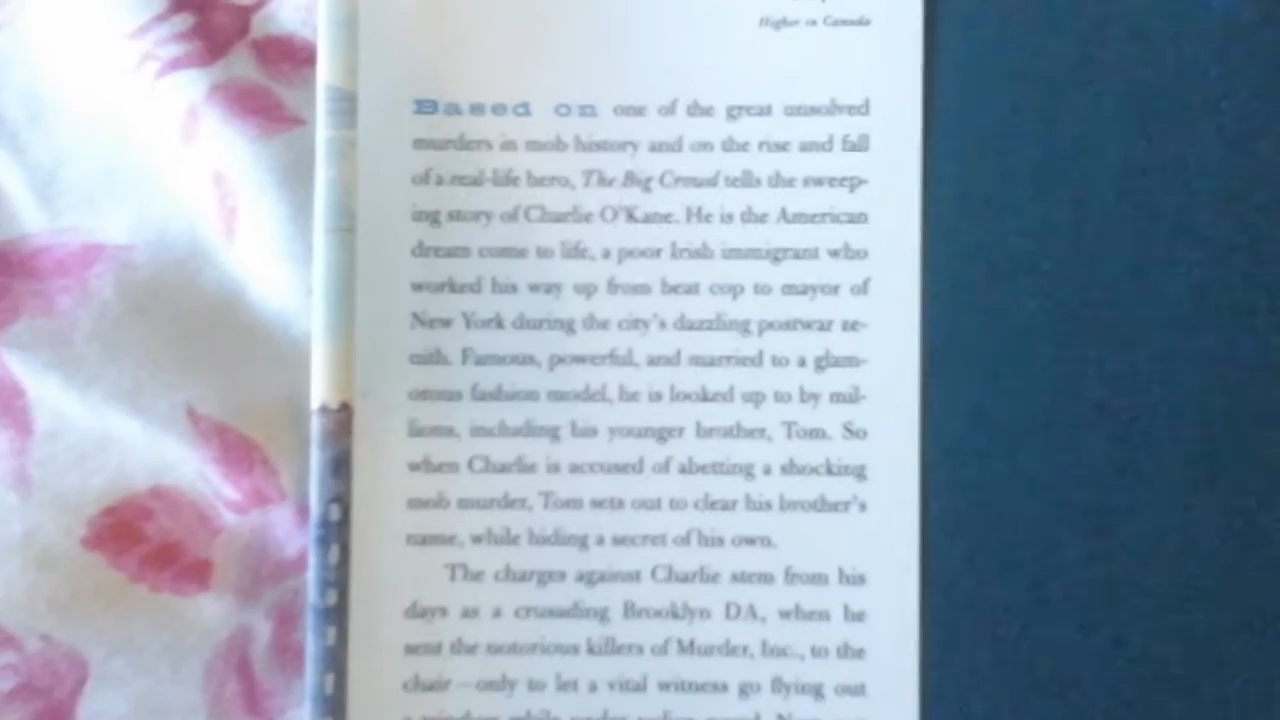 Higher in Canada
Based on one of the great unsolved
murders in mob history and on the rise and fall
of a real-life hero, The Big Crowd tells the sweep-
ing story of Charlie O'Kane. He is the American
dream come to life, a poor Irish immigrant who
worked his way up from beat cop to mayor of
New York during the city's dazzling postwar ze-
nith. Famous, powerful, and married to a glam-
orous fashion model, he is looked up to by mil-
lions, including his younger brother, Tom. So
when Charlie is accused of abetting a shocking
mob murder, Tom sets out to clear his brother's
name, while hiding a secret of his own.
The charges against Charlie stem from his
days as a crusading Brooklyn DA, when he
sent the notorious killers of Murder, Inc., to the
chair—only to let a vital witness go flying out